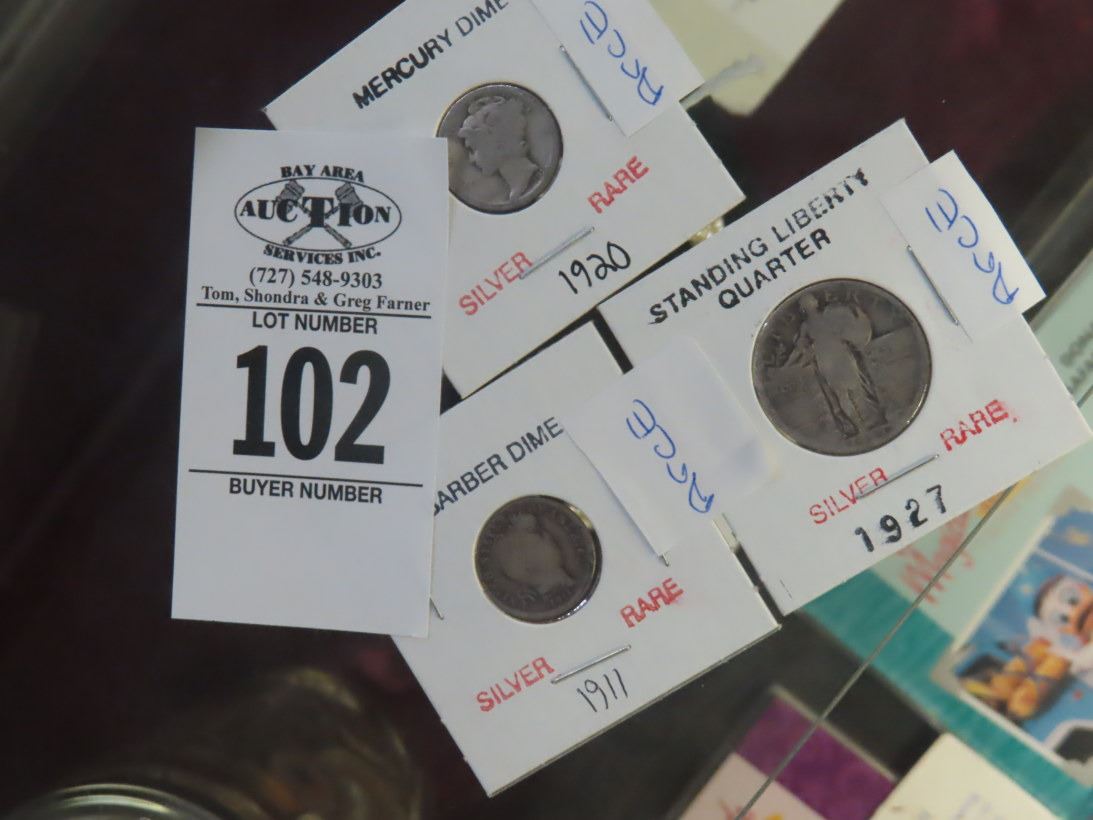 BAY AREA
AUCTION
SERVICES INC.
(727) 548-9303
Tom, Shondra & Greg Farner
LOT NUMBER
102
BUYER NUMBER
MERCURY DIME
RARE
SILVER
1920
STANDING LIBERTY
QUARTER
RARE
SILVER
1927
BARBER DIME
RARE
SILVER
1911